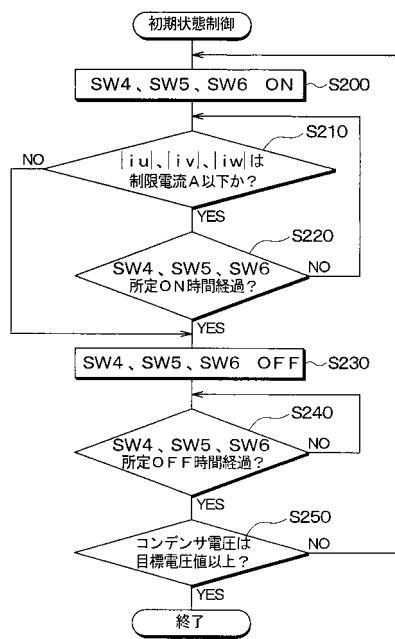 初期状態制御
SW4、SW5、SW6 ON
S200
S210
|iu|、|iv|、|iw|は
制限電流A以下か?
NO
YES
S220
SW4、SW5、SW6
所定ON時間経過?
NO
YES
SW4、SW5、SW6 OFF
S230
S240
SW4、SW5、SW6
所定OFF時間経過?
NO
YES
S250
コンデンサ電圧は
目標電圧値以上?
NO
YES
終了